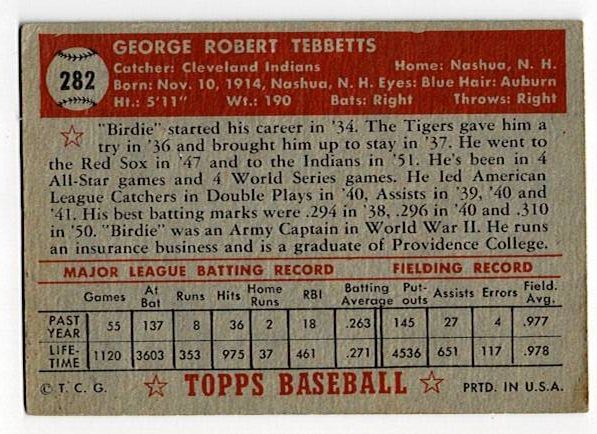 GEORGE ROBERT TEBBETTS
282
Catcher: Cleveland Indians Home: Nashua, N. H.
Born: Nov. 10, 1914, Nashua, N. H. Eyes: Blue Hair: Auburn
Ht.: 5'11" Wt.: 190 Bats: Right Throws: Right
"Birdie" started his career in '34. The Tigers gave him a
try in '36 and brought him up to stay in '37. He went to
the Red Sox in '47 and to the Indians in '51. He's been in 4
All-Star games and 4 World Series games. He led American
League Catchers in Double Plays in '40, Assists in '39, '40 and
'41. His best batting marks were .294 in '38, .296 in '40 and .310
in '50. "Birdie" was an Army Captain in World War II. He runs
an insurance business and is a graduate of Providence College.
MAJOR LEAGUE BATTING RECORD FIELDING RECORD
Games At Bat Runs Hits Home Runs RBI Batting Average Put-outs Assists Errors Field. Avg.
PAST YEAR 55 137 8 36 2 18 .263 145 27 4 .977
LIFE-TIME 1120 3603 353 975 37 461 .271 4536 651 117 .978
© T. C. G. TOPPS BASEBALL PRTD. IN U.S.A.